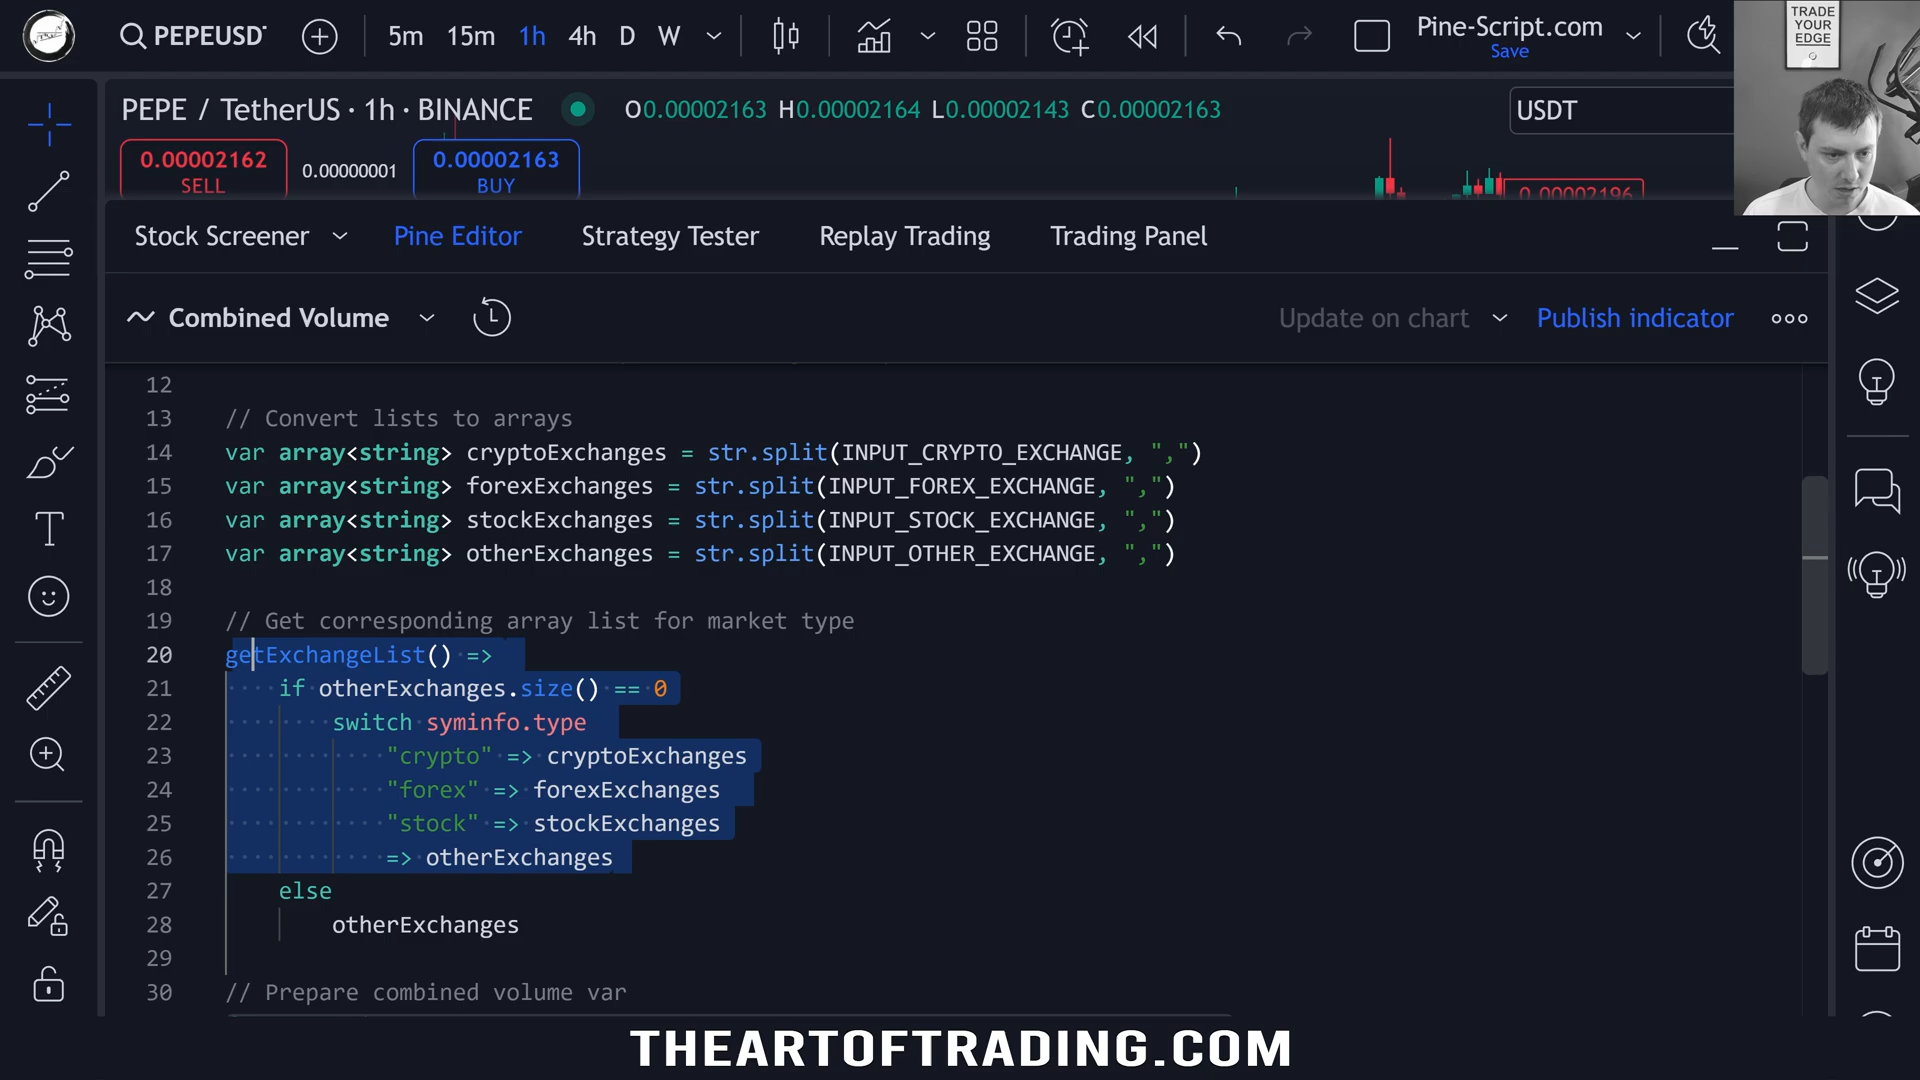 PEPEUSDT 5m 15m 1h 4h D W Pine-Script.com
Save
TRADE
YOUR
EDGE
PEPE / TetherUS · 1h · BINANCE O0.00002163 H0.00002164 L0.00002143 C0.00002163 USDT
0.00002162 0.00000001 0.00002163
SELL BUY
0.00002196
Stock Screener Pine Editor Strategy Tester Replay Trading Trading Panel
Combined Volume Update on chart Publish indicator
12
13 // Convert lists to arrays
14 var array<string> cryptoExchanges = str.split(INPUT_CRYPTO_EXCHANGE, ",")
15 var array<string> forexExchanges = str.split(INPUT_FOREX_EXCHANGE, ",")
16 var array<string> stockExchanges = str.split(INPUT_STOCK_EXCHANGE, ",")
17 var array<string> otherExchanges = str.split(INPUT_OTHER_EXCHANGE, ",")
18
19 // Get corresponding array list for market type
20 getExchangeList() =>
21 if otherExchanges.size() == 0
22 switch syminfo.type
23 "crypto" => cryptoExchanges
24 "forex" => forexExchanges
25 "stock" => stockExchanges
26 => otherExchanges
27 else
28 otherExchanges
29
30 // Prepare combined volume var
THEARTOFTRADING.COM